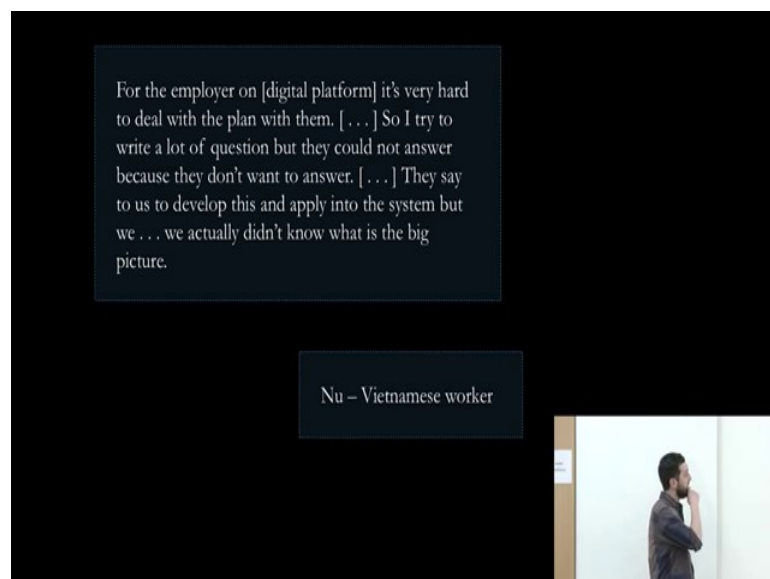 For the employer on [digital platform] it's very hard
to deal with the plan with them. [ . . . ] So I try to
write a lot of question but they could not answer
because they don't want to answer. [ . . . ] They say
to us to develop this and apply into the system but
we . . . we actually didn't know what is the big
picture.
Nu – Vietnamese worker